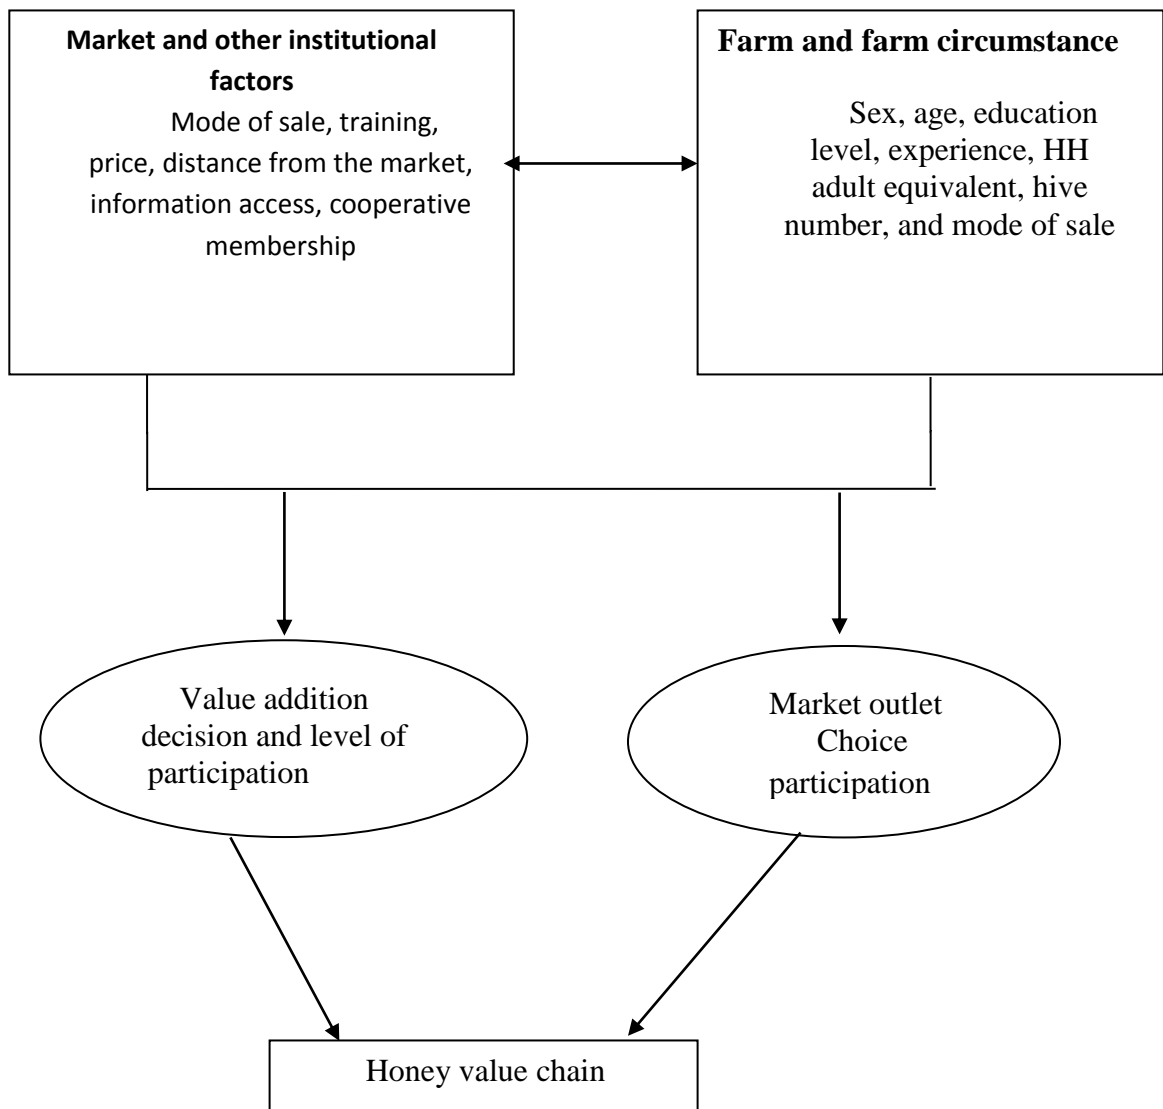 Market and other institutional
factors
Mode of sale, training,
price, distance from the market,
information access, cooperative
membership
Farm and farm circumstance
Sex, age, education
level, experience, HH
adult equivalent, hive
number, and mode of sale
Value addition
decision and level of
participation
Market outlet
Choice
participation
Honey value chain